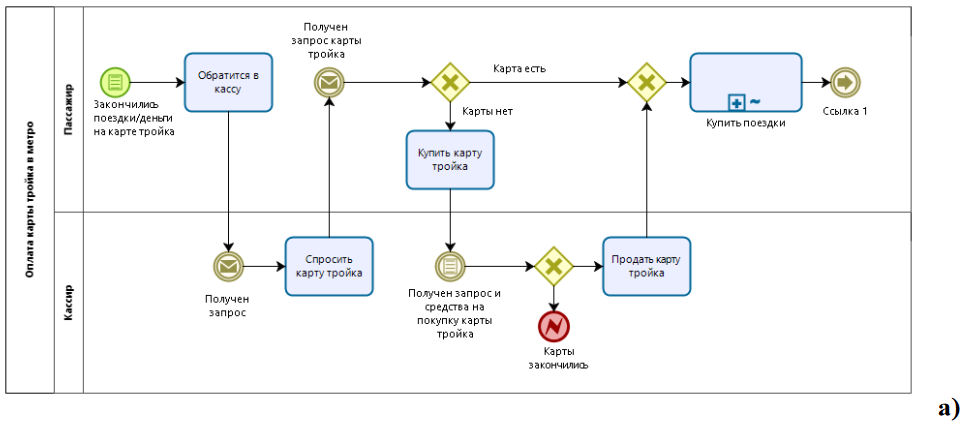 Оплата карты тройка в метро
Пассажир
Кассир
Закончились
поездки/деньги
на карте тройка
Обратится в
кассу
Получен
запрос карты
тройка
Карта есть
Карты нет
Купить карту
тройка
Купить поездки
Ссылка 1
Получен
запрос
Спросить
карту тройка
Получен запрос и
средства на
покупку карты
тройка
Карты
закончились
Продать карту
тройка
а)